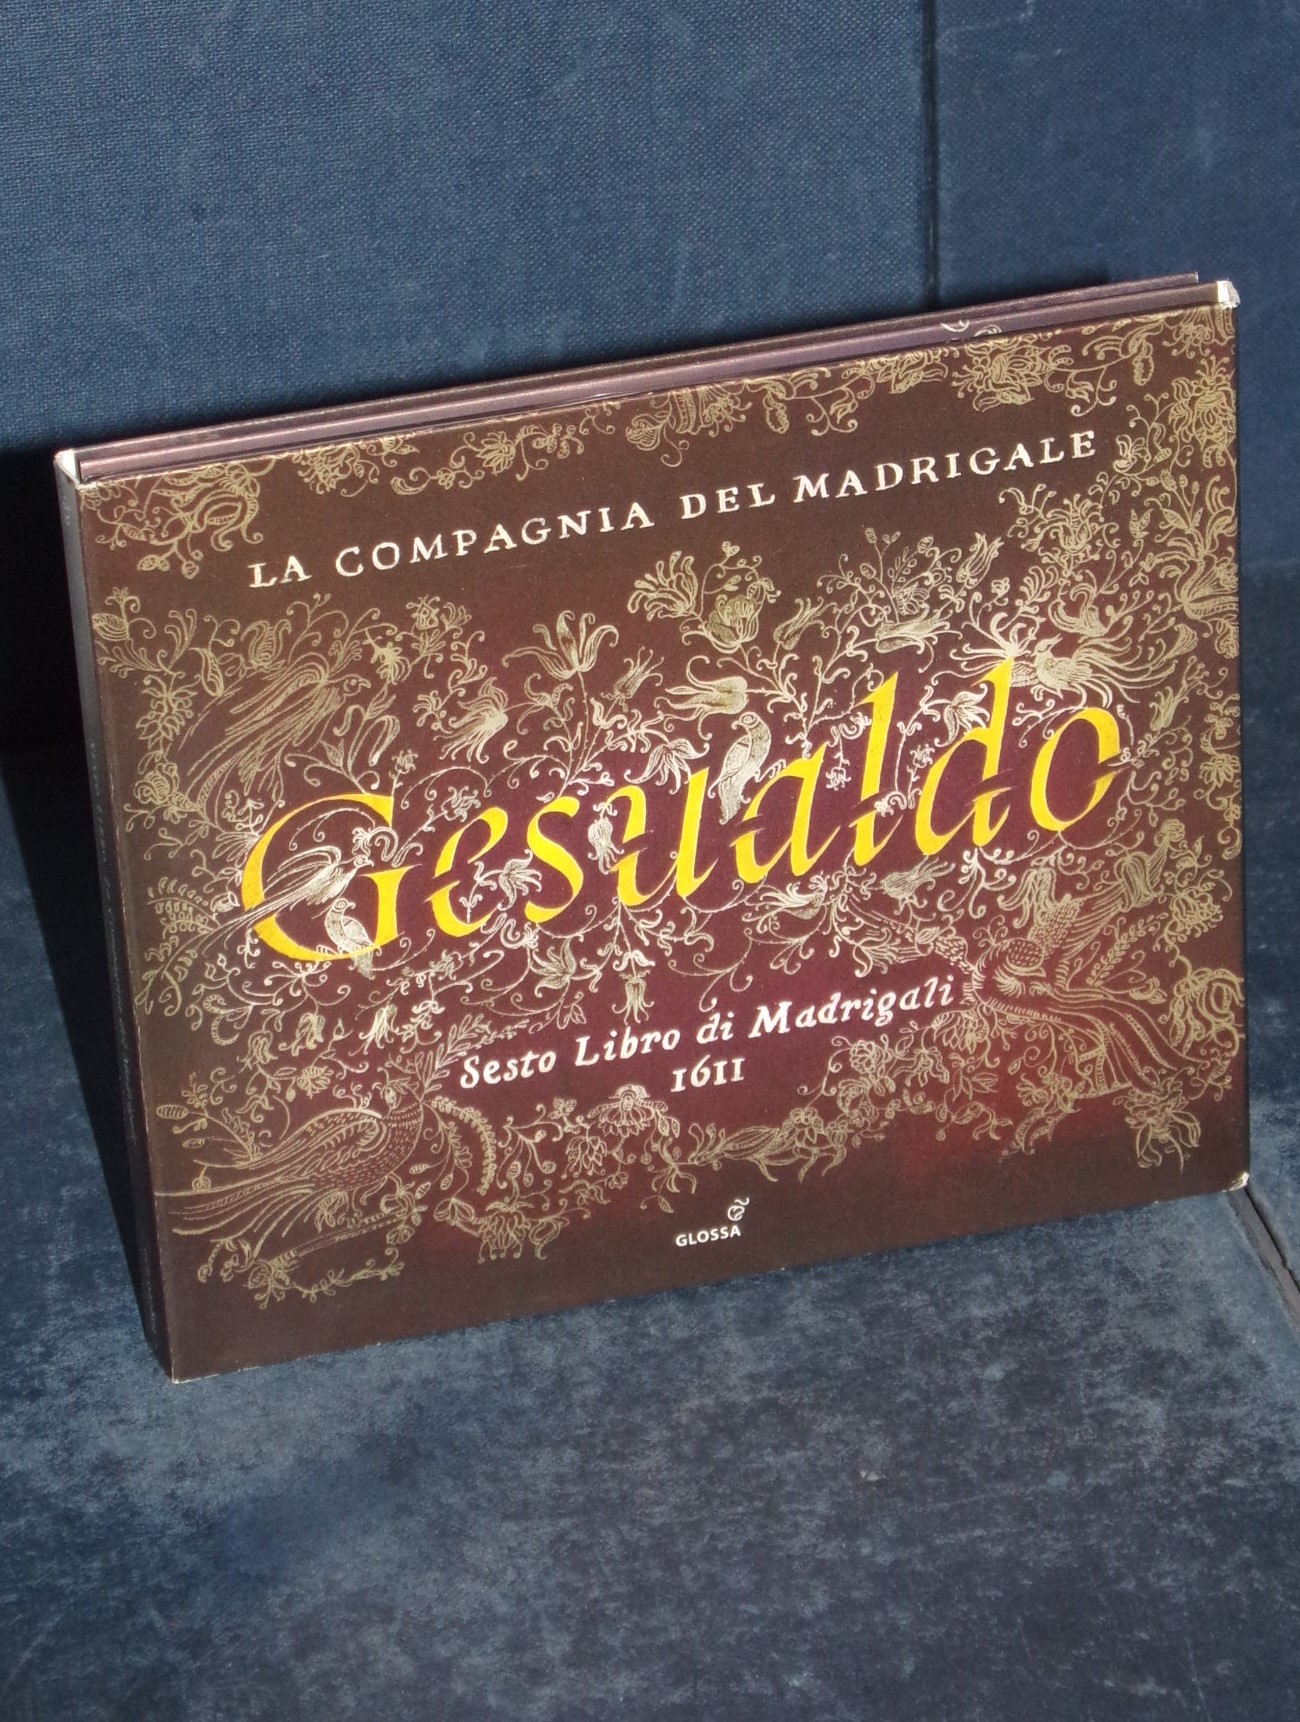 LA COMPAGNIA DEL MADRIGALE
Gesualdo
Sesto Libro di Madrigali
1611
GLOSSA